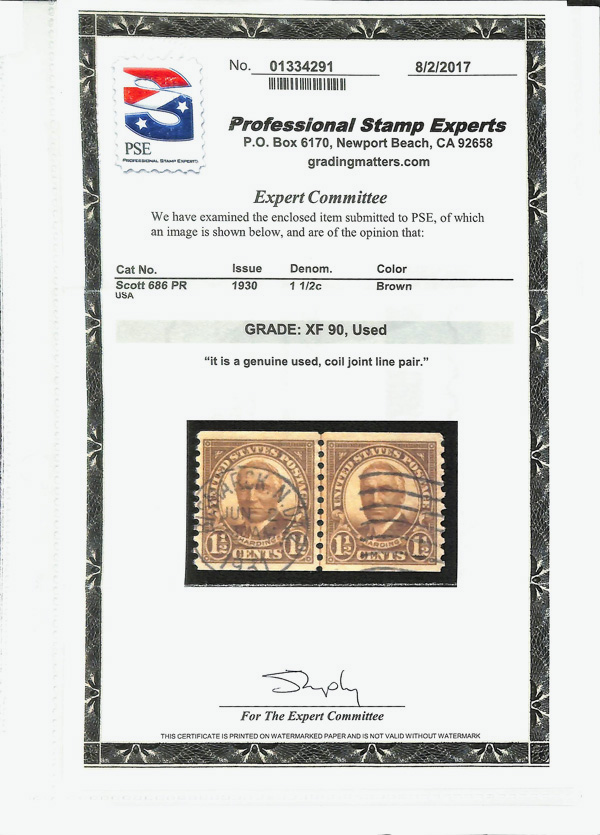 No. 01334291 8/2/2017
PSE
PROFESSIONAL STAMP EXPERTS
Professional Stamp Experts
P.O. Box 6170, Newport Beach, CA 92658
gradingmatters.com
Expert Committee
We have examined the enclosed item submitted to PSE, of which
an image is shown below, and are of the opinion that:
Cat No. Issue Denom. Color
Scott 686 PR 1930 1 1/2c Brown
USA
GRADE: XF 90, Used
“it is a genuine used, coil joint line pair.”
UNITED STATES POSTAGE UNITED STATES POSTAGE
JUN
HARDING HARDING
1½ CENTS 1½ 1½ CENTS 1½
1931
For The Expert Committee
THIS CERTIFICATE IS PRINTED ON WATERMARKED PAPER AND IS NOT VALID WITHOUT WATERMARK